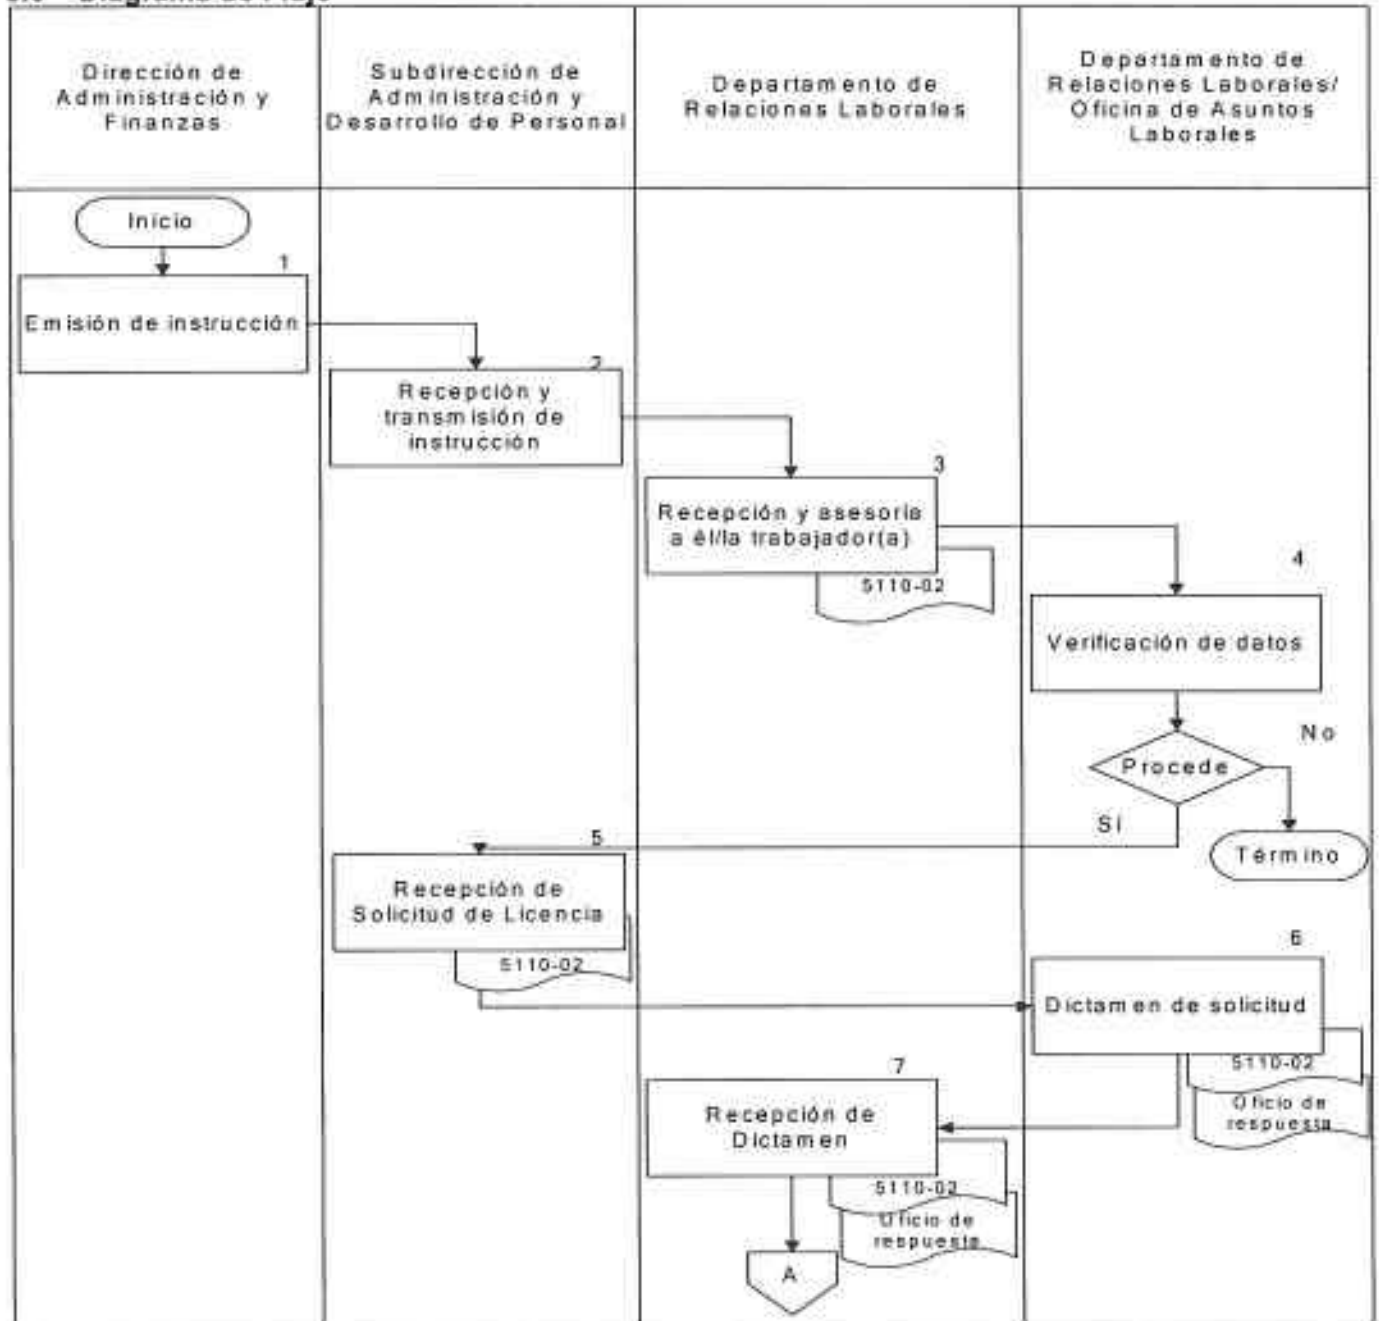 Diagrama de Flujo
Dirección de
Administración y
Finanzas
Subdirección de
Administración y
Desarrollo de Personal
Departamento de
Relaciones Laborales
Departamento de
Relaciones Laborales/
Oficina de Asuntos
Laborales
Inicio
1
Emisión de instrucción
2
Recepción y
transmisión de
instrucción
3
Recepción y asesoría
a él/la trabajador(a)
5110-02
4
Verificación de datos
Procede
No
Sí
Término
5
Recepción de
Solicitud de Licencia
5110-02
6
Dictamen de solicitud
5110-02
Oficio de
respuesta
7
Recepción de
Dictamen
5110-02
Oficio de
respuesta
A